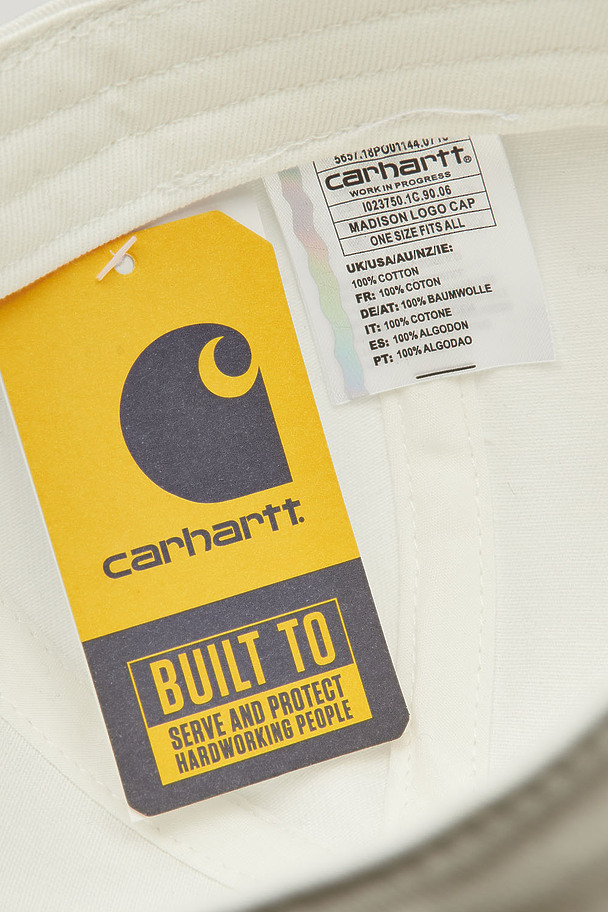 carhartt.
BUILT TO
SERVE AND PROTECT
HARDWORKING PEOPLE
carhartt®
WORK IN PROGRESS
I023750.1C.90.06
MADISON LOGO CAP
ONE SIZE FITS ALL
UK/USA/AU/NZ/IE:
100% COTTON
FR: 100% COTON
DE/AT: 100% BAUMWOLLE
IT: 100% COTONE
ES: 100% ALGODON
PT: 100% ALGODAO